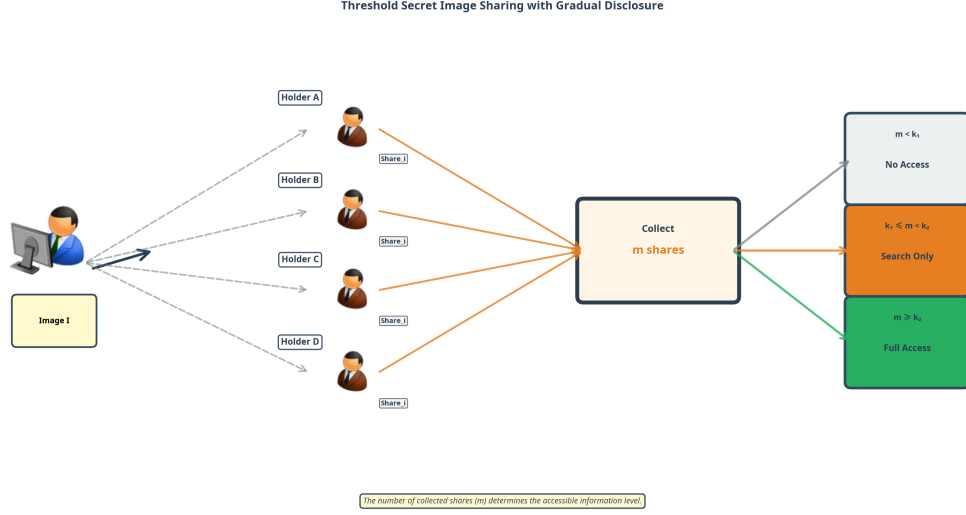 Threshold Secret Image Sharing with Gradual Disclosure
Holder A
Share_i
Holder B
Share_i
Holder C
Share_i
Holder D
Share_i
Image I
Collect
m shares
m < k₁
No Access
k₁ ⩽ m < k₂
Search Only
m ⩾ k₂
Full Access
The number of collected shares (m) determines the accessible information level.